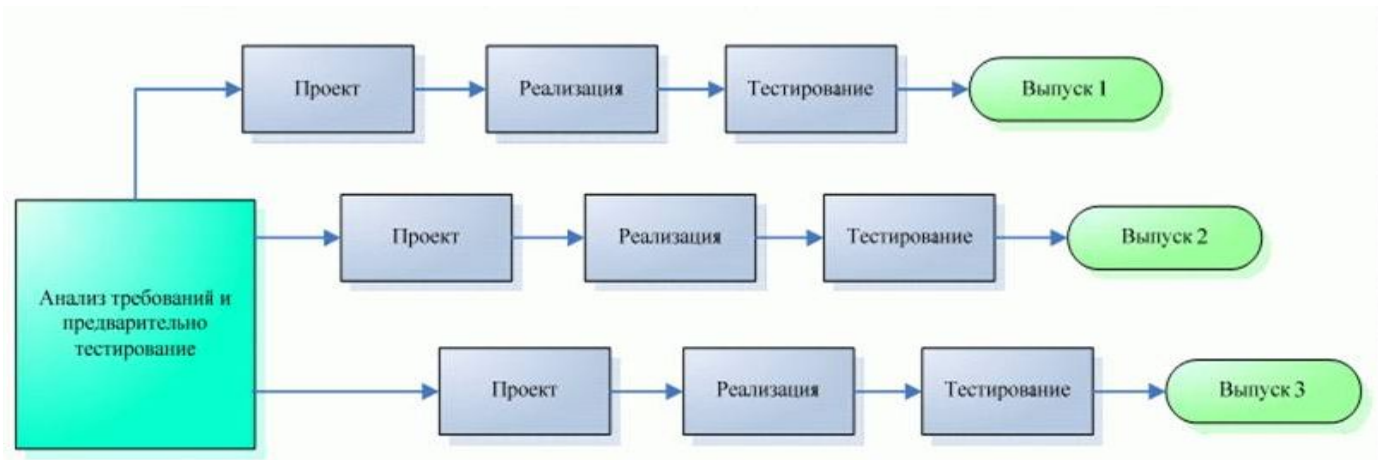 Проект
Реализация
Тестирование
Выпуск 1
Проект
Реализация
Тестирование
Выпуск 2
Анализ требований и
предварительно
тестирование
Проект
Реализация
Тестирование
Выпуск 3